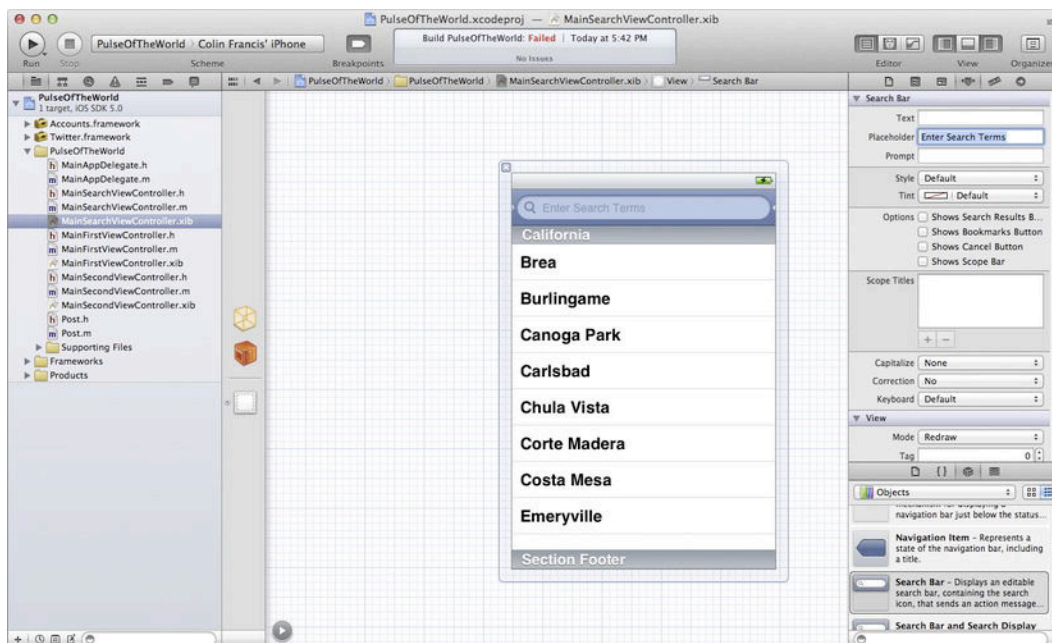 PulseOfTheWorld.xcodeproj — MainSearchViewController.xib
PulseOfTheWorld Colin Francis' iPhone
Build PulseOfTheWorld: Failed | Today at 5:42 PM
No Issues
Run Stop Scheme Breakpoints Editor View Organizer
PulseOfTheWorld PulseOfTheWorld MainSearchViewController.xib View Search Bar
PulseOfTheWorld
1 target, iOS SDK 5.0
Accounts.framework
Twitter.framework
PulseOfTheWorld
h MainAppDelegate.h
m MainAppDelegate.m
h MainSearchViewController.h
m MainSearchViewController.m
MainSearchViewController.xib
h MainFirstViewController.h
m MainFirstViewController.m
MainFirstViewController.xib
h MainSecondViewController.h
m MainSecondViewController.m
MainSecondViewController.xib
h Post.h
m Post.m
Supporting Files
Frameworks
Products
Enter Search Terms
California
Brea
Burlingame
Canoga Park
Carlsbad
Chula Vista
Corte Madera
Costa Mesa
Emeryville
Section Footer
Search Bar
Text
Placeholder Enter Search Terms
Prompt
Style Default
Tint Default
Options Shows Search Results B...
Shows Bookmarks Button
Shows Cancel Button
Shows Scope Bar
Scope Titles
+ −
Capitalize None
Correction No
Keyboard Default
View
Mode Redraw
Tag 0
{}
Objects
navigation bar just below the status...
Navigation Item – Represents a
state of the navigation bar, including
a title.
Search Bar – Displays an editable
search bar, containing the search
icon, that sends an action message...
Search Bar and Search Display